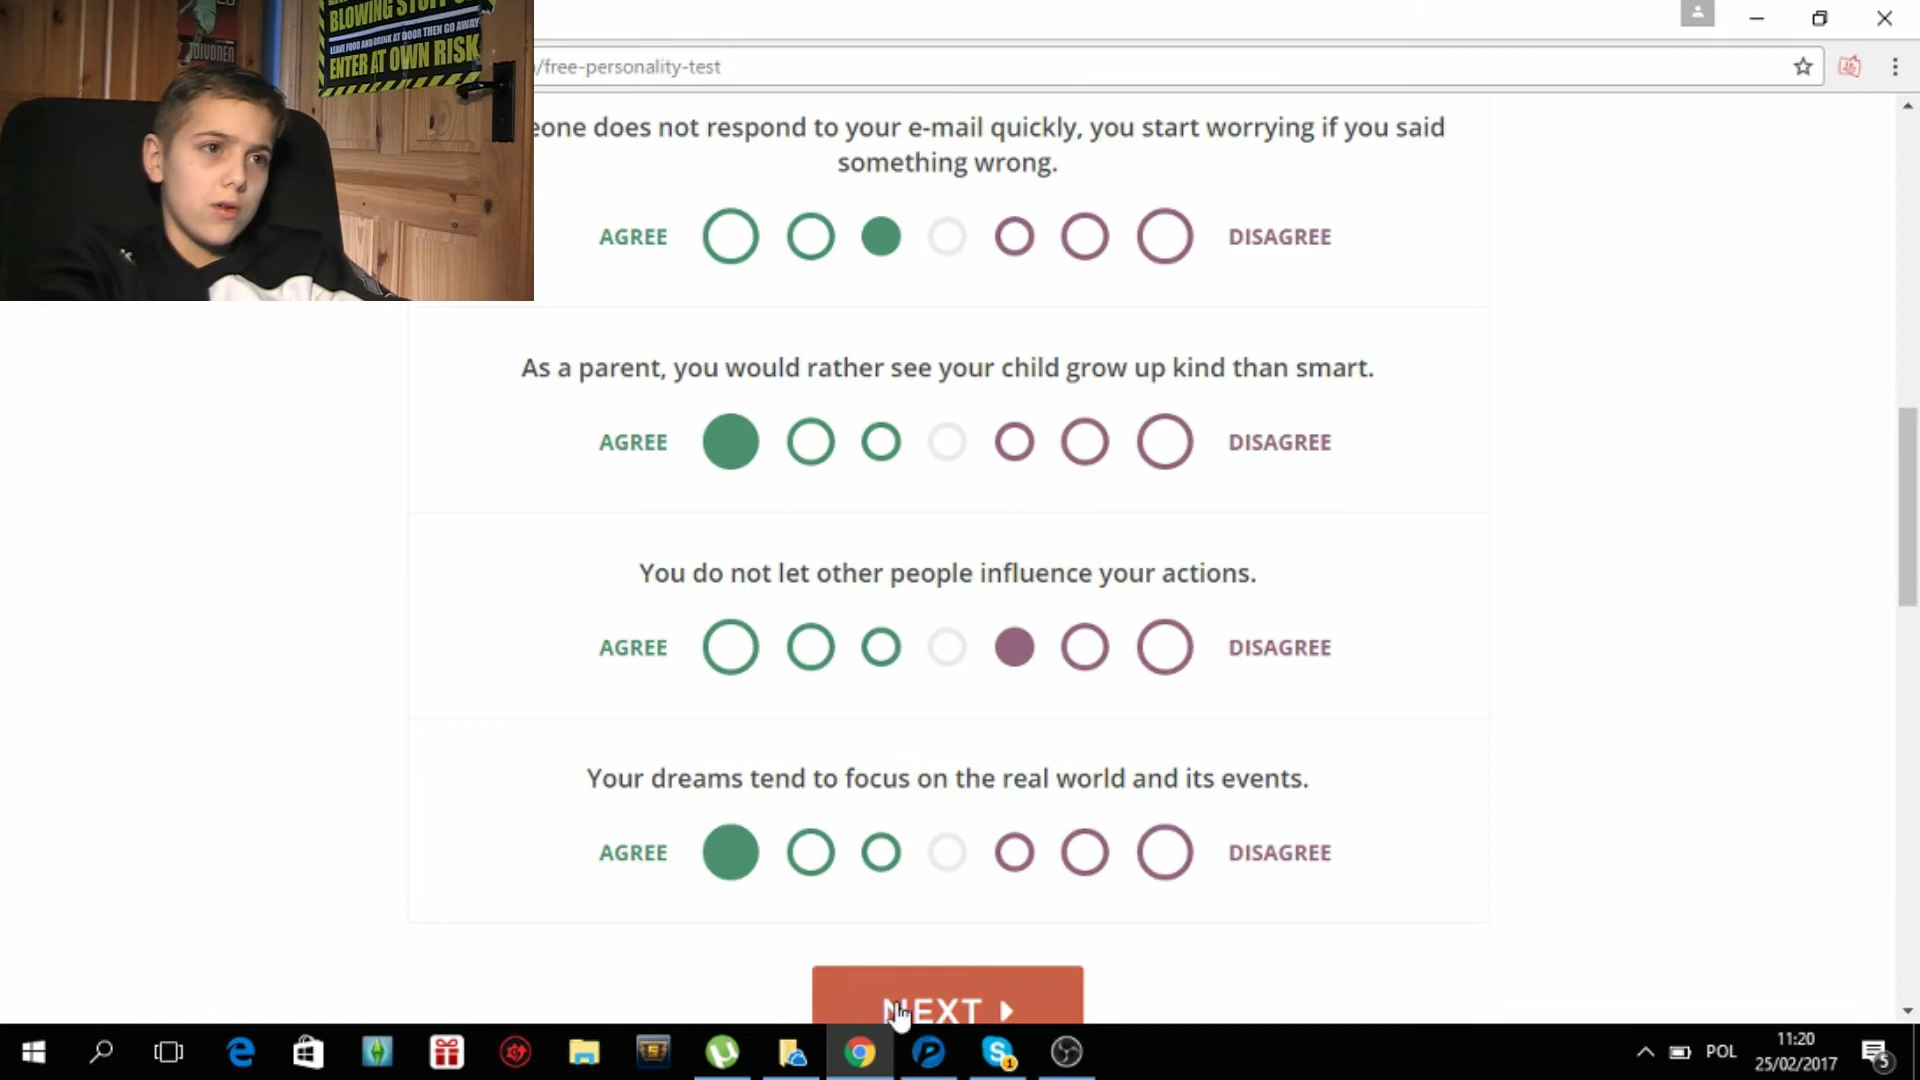 BLOWING STUFF
LEAVE FOOD AND DRINK AT DOOR THEN GO AWAY
ENTER AT OWN RISK
TOIVONEN
/free-personality-test
eone does not respond to your e-mail quickly, you start worrying if you said
something wrong.
AGREE DISAGREE
As a parent, you would rather see your child grow up kind than smart.
AGREE DISAGREE
You do not let other people influence your actions.
AGREE DISAGREE
Your dreams tend to focus on the real world and its events.
AGREE DISAGREE
NEXT
POL
11:20
25/02/2017
5
1